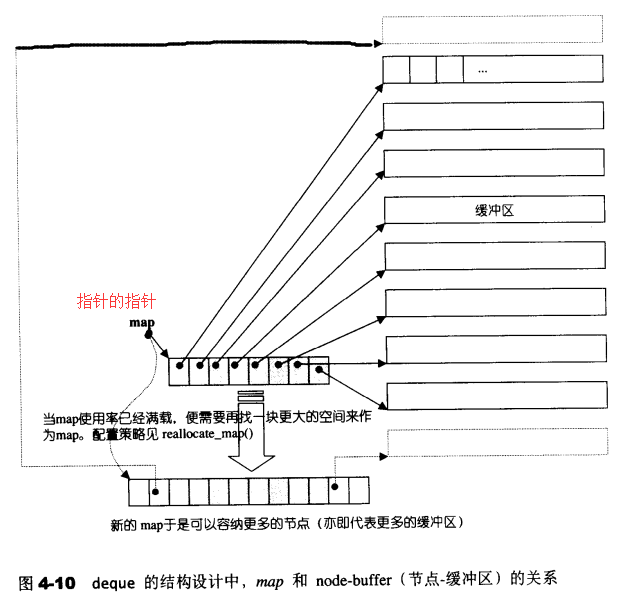 ...
缓冲区
指针的指针
map
当map使用率已经满载，便需要再找一块更大的空间来作
为map。配置策略见 reallocate_map()
新的 map于是可以容纳更多的节点（亦即代表更多的缓冲区）
图 4-10 deque 的结构设计中，map 和 node-buffer（节点-缓冲区）的关系